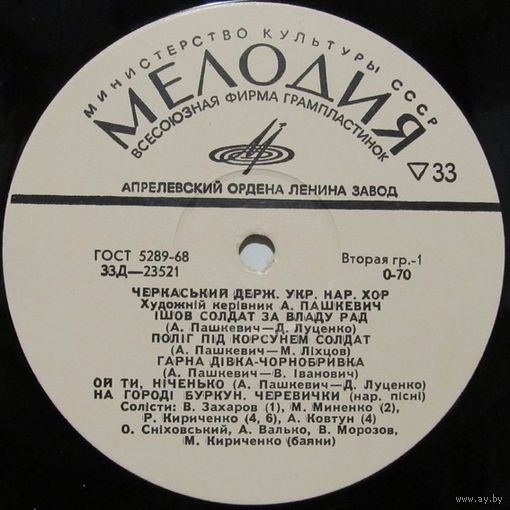 МИНИСТЕРСТВО КУЛЬТУРЫ СССР
МЕЛОДИЯ
ВСЕСОЮЗНАЯ ФИРМА ГРАМПЛАСТИНОК
▽33
АПРЕЛЕВСКИЙ ОРДЕНА ЛЕНИНА ЗАВОД
ГОСТ 5289-68 Вторая гр.-1
33Д—23521 0-70
ЧЕРКАСЬКИЙ ДЕРЖ. УКР. НАР. ХОР
Художній керівник А. ПАШКЕВИЧ
ІШОВ СОЛДАТ ЗА ВЛАДУ РАД
(А. Пашкевич—Д. Луценко)
ПОЛІГ ПІД КОРСУНЕМ СОЛДАТ
(А. Пашкевич—М. Ліхцов)
ГАРНА ДІВКА-ЧОРНОБРИВКА
(А. Пашкевич—В. Іванович)
ОЙ ТИ, НІЧЕНЬКО (А. Пашкевич—Д. Луценко)
НА ГОРОДІ БУРКУН. ЧЕРЕВИЧКИ (нар. пісні)
Солісти: В. Захаров (1), М. Миненко (2),
Р. Кириченко (4, 6), А. Ковтун (4)
О. Сніховський, А. Валько, В. Морозов,
М. Кириченко (баяни)
www.ay.by